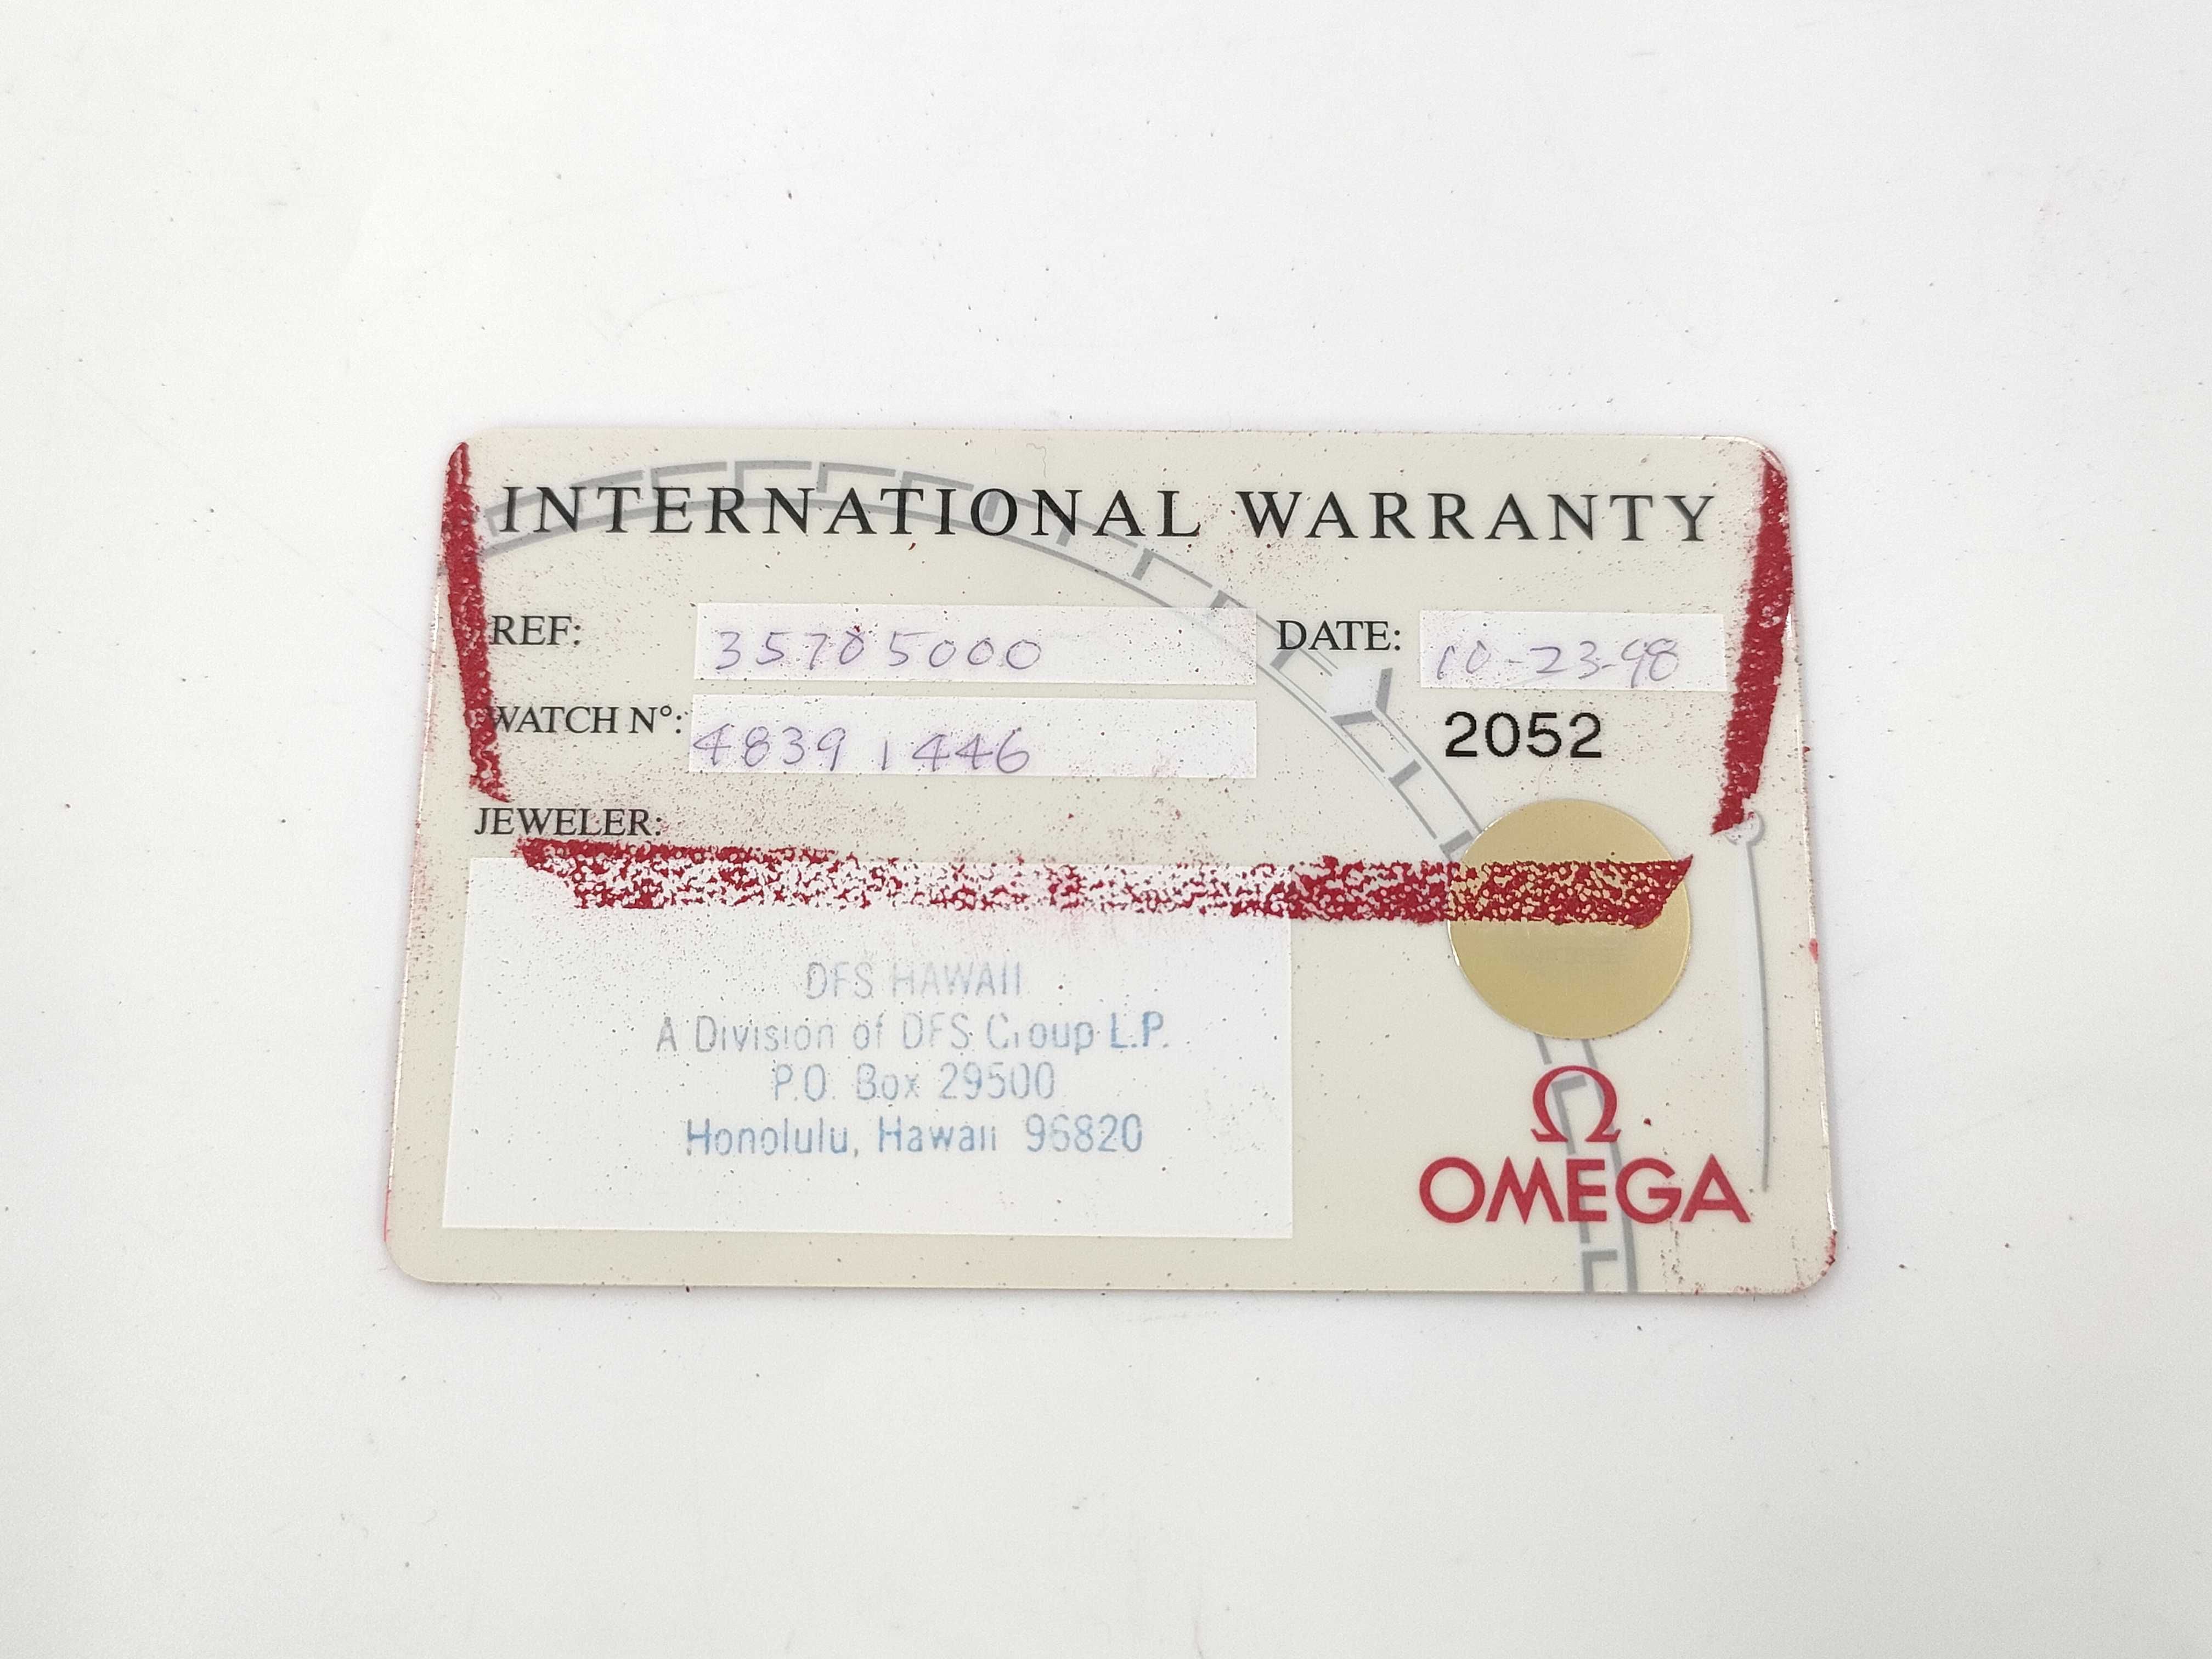 INTERNATIONAL WARRANTY
REF: 35705000 DATE: 10-23-98
WATCH N°: 48391446 2052
JEWELER:
DFS HAWAII
A Division of DFS Group L.P.
P.O. Box 29500
Honolulu, Hawaii 96820
Ω
OMEGA